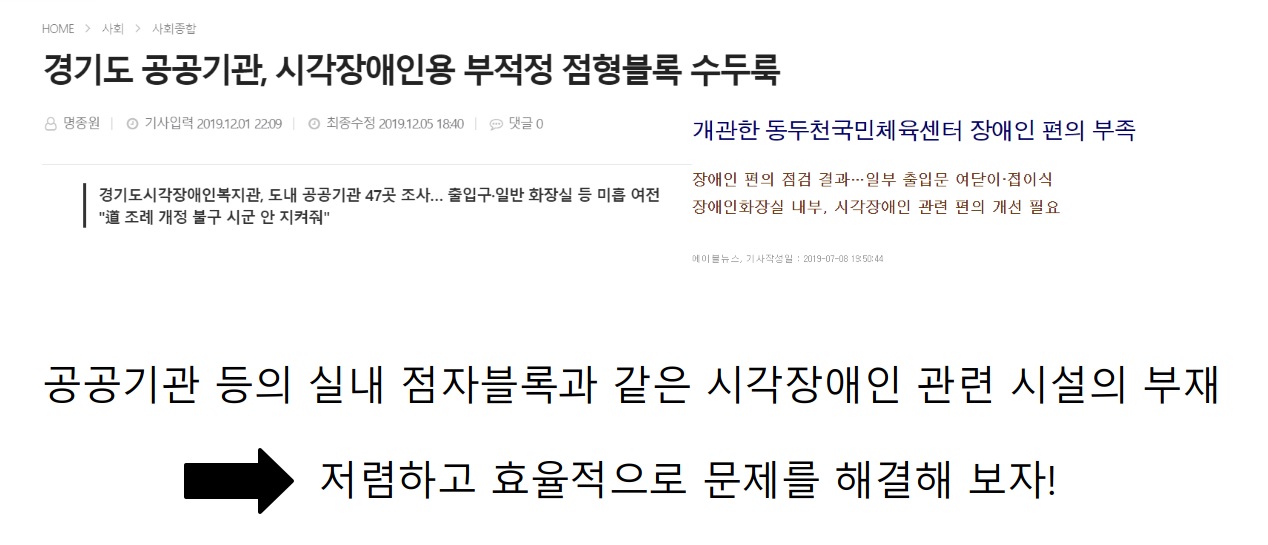 HOME > 사회 > 사회종합
경기도 공공기관, 시각장애인용 부적정 점형블록 수두룩
명종원 | 기사입력 2019.12.01 22:09 | 최종수정 2019.12.05 18:40 | 댓글 0
경기도시각장애인복지관, 도내 공공기관 47곳 조사... 출입구·일반 화장실 등 미흡 여전
"道 조례 개정 불구 시군 안 지켜줘"
개관한 동두천국민체육센터 장애인 편의 부족
장애인 편의 점검 결과…일부 출입문 여닫이·접이식
장애인화장실 내부, 시각장애인 관련 편의 개선 필요
에이블뉴스, 기사작성일 : 2019-07-08 19:50:44
공공기관 등의 실내 점자블록과 같은 시각장애인 관련 시설의 부재
저렴하고 효율적으로 문제를 해결해 보자!